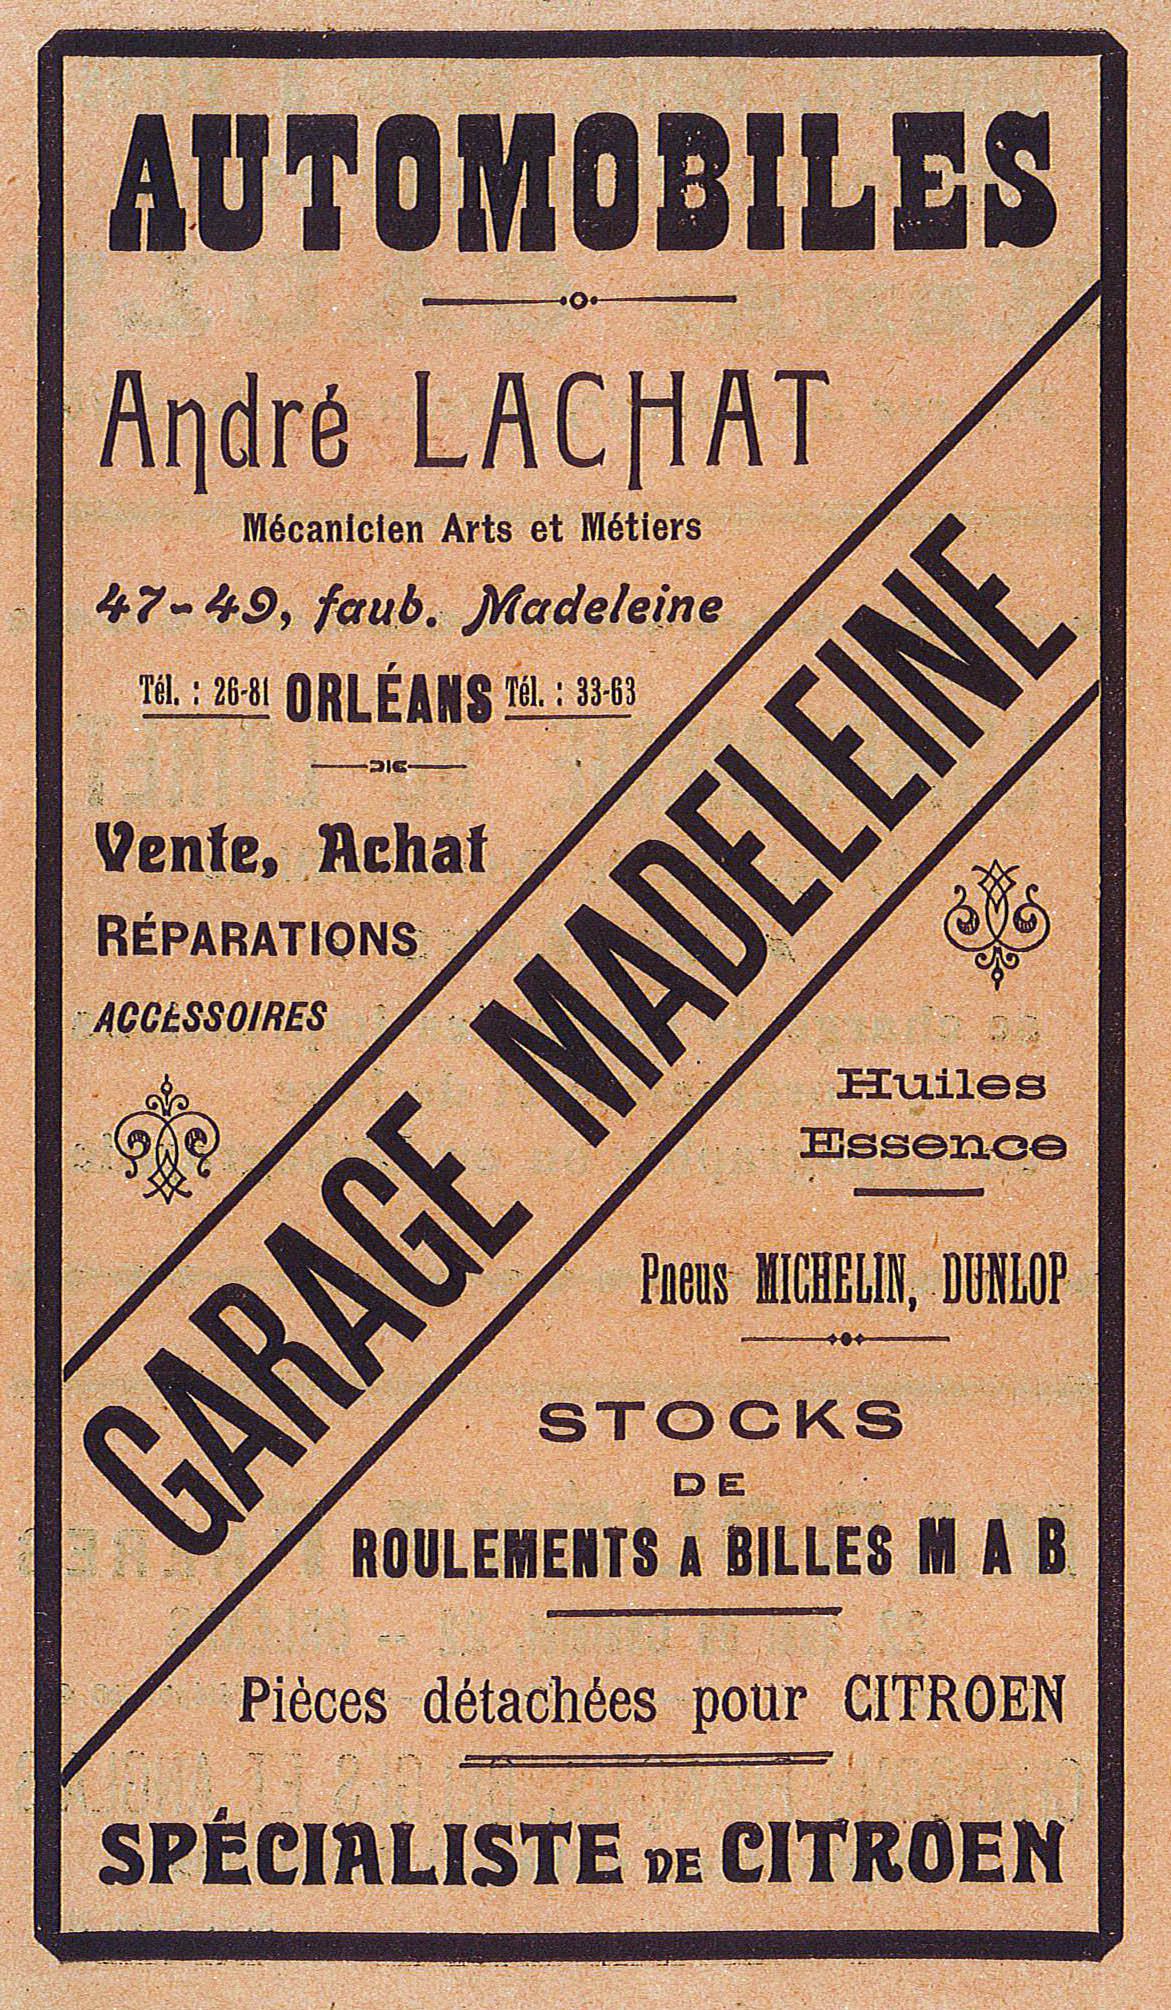 AUTOMOBILES
André LACHAT
Mécanicien Arts et Métiers
47-49, faub. Madeleine
Tél. : 26-81 ORLÉANS Tél. : 33-63
Vente, Achat
RÉPARATIONS
ACCESSOIRES
GARAGE MADELEINE
Huiles
Essence
Pneus MICHELIN, DUNLOP
STOCKS
DE
ROULEMENTS A BILLES M A B
Pièces détachées pour CITROEN
SPÉCIALISTE DE CITROEN